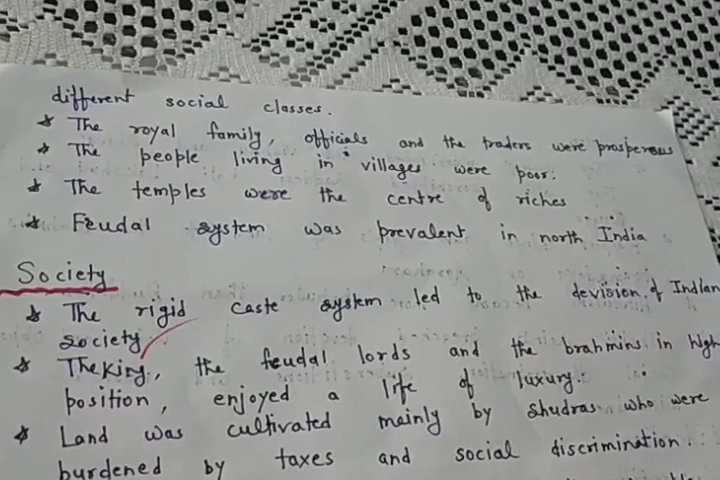 different social classes.
* The royal family, officials and the traders were prosperous
* The people living in villages were poor.
* The temples were the centre of riches
* Feudal system was prevalent in north India
Society
* The rigid caste system led to the devision of Indian
society
* The king, the feudal lords and the brahmins in high
position, enjoyed a life of luxury.
* Land was cultivated mainly by shudras who were
burdened by taxes and social discrimination.